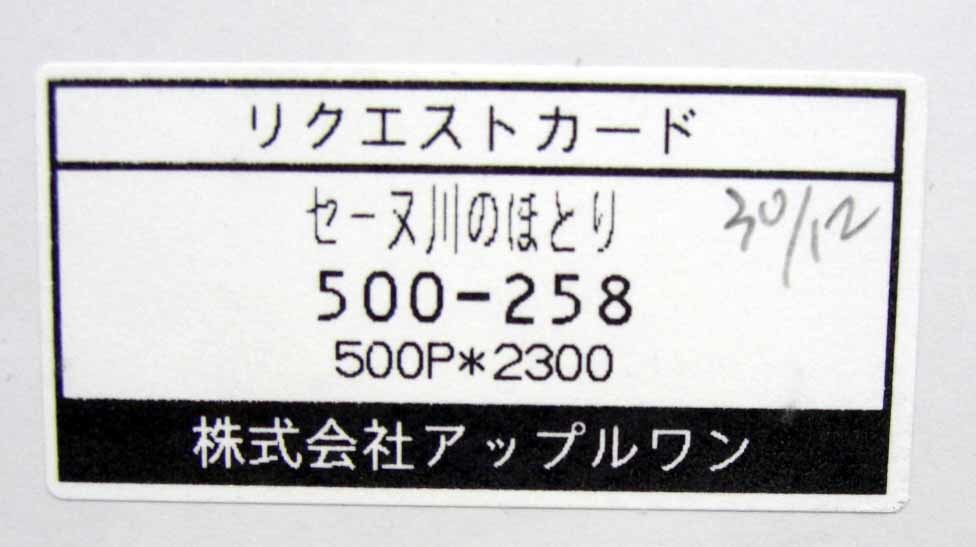 リクエストカード
セーヌ川のほとり
30/12
500-258
500P*2300
株式会社アップルワン